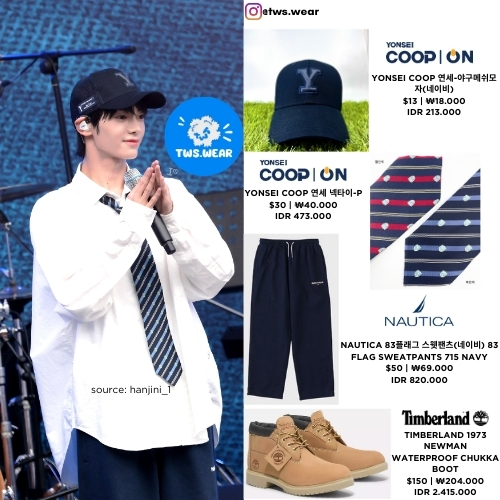 @tws.wear
YONSEI
COOP | ON
YONSEI COOP 연세-야구메쉬모
자(네이비)
$13 | ₩18.000
IDR 213.000
Y
TWS.WEAR
YONSEI
COOP | ON
YONSEI COOP 연세 넥타이-P
$30 | ₩40.000
IDR 473.000
NAUTICA
NAUTICA 83플래그 스웻팬츠(네이비) 83
FLAG SWEATPANTS 715 NAVY
$50 | ₩69.000
IDR 820.000
source: hanjini_1
Timberland
TIMBERLAND 1973
NEWMAN
WATERPROOF CHUKKA
BOOT
$150 | ₩204.000
IDR 2.415.000